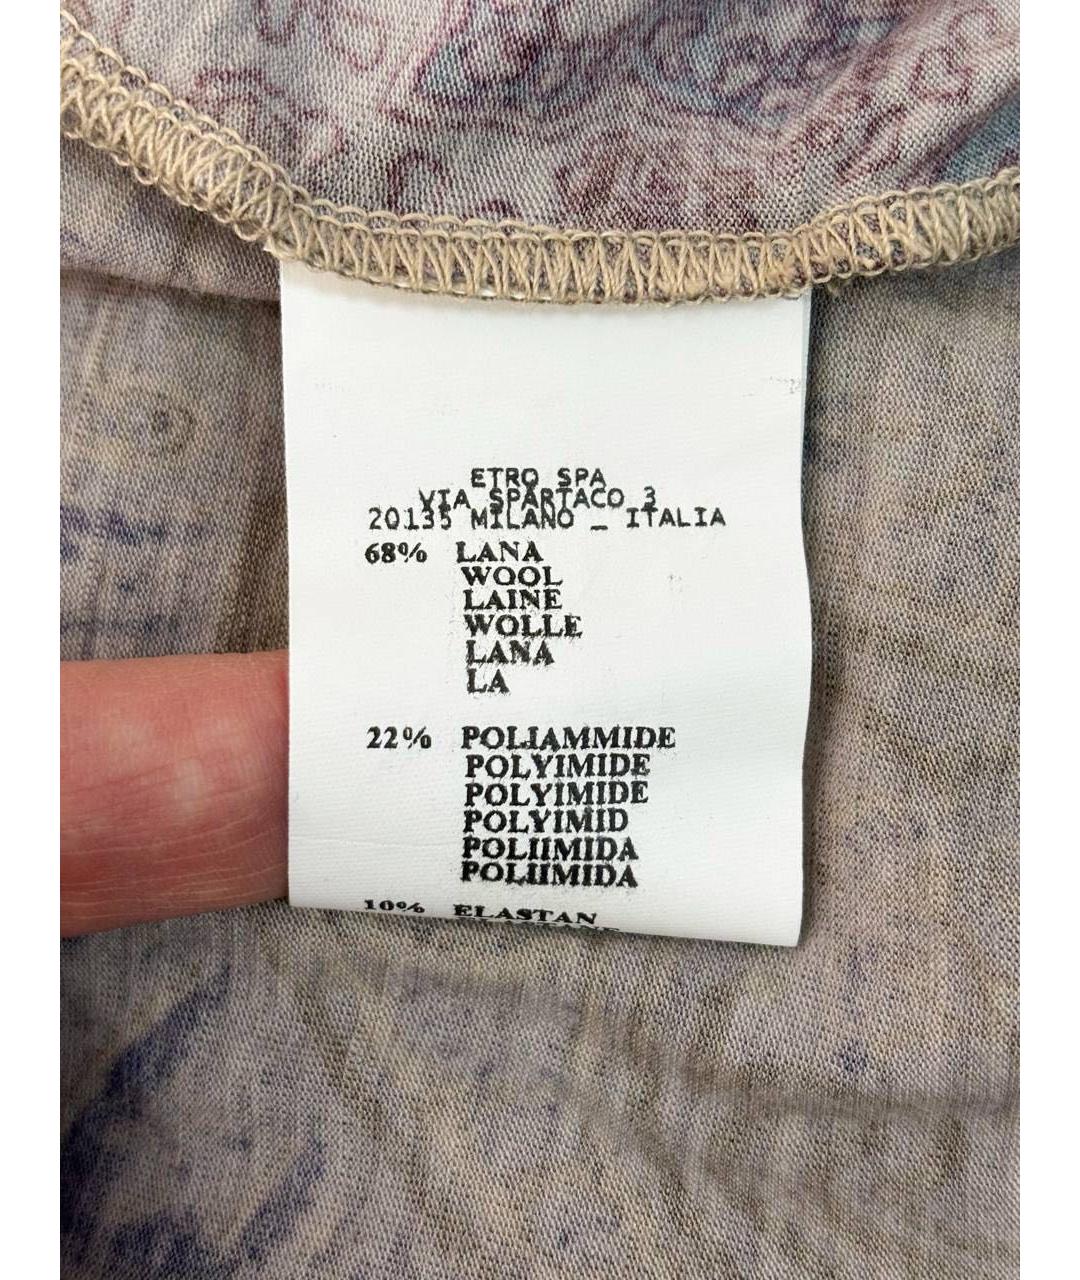 ETRO SPA
VIA SPARTACO 3
20135 MILANO _ ITALIA
68% LANA
WOOL
LAINE
WOLLE
LANA
LA
22% POLIAMMIDE
POLYIMIDE
POLYIMIDE
POLYIMID
POLIIMIDA
POLIIMIDA
10% ELASTAN